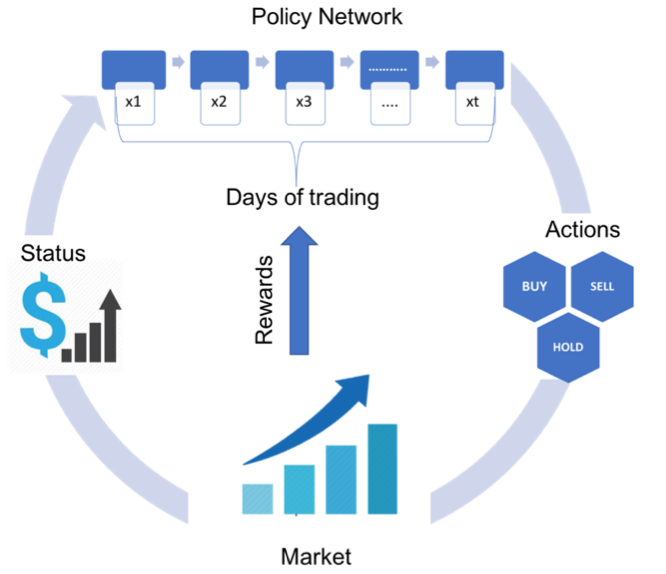 Policy Network
...........
x1
x2
x3
....
xt
Days of trading
Status
$
Rewards
Actions
BUY
SELL
HOLD
Market